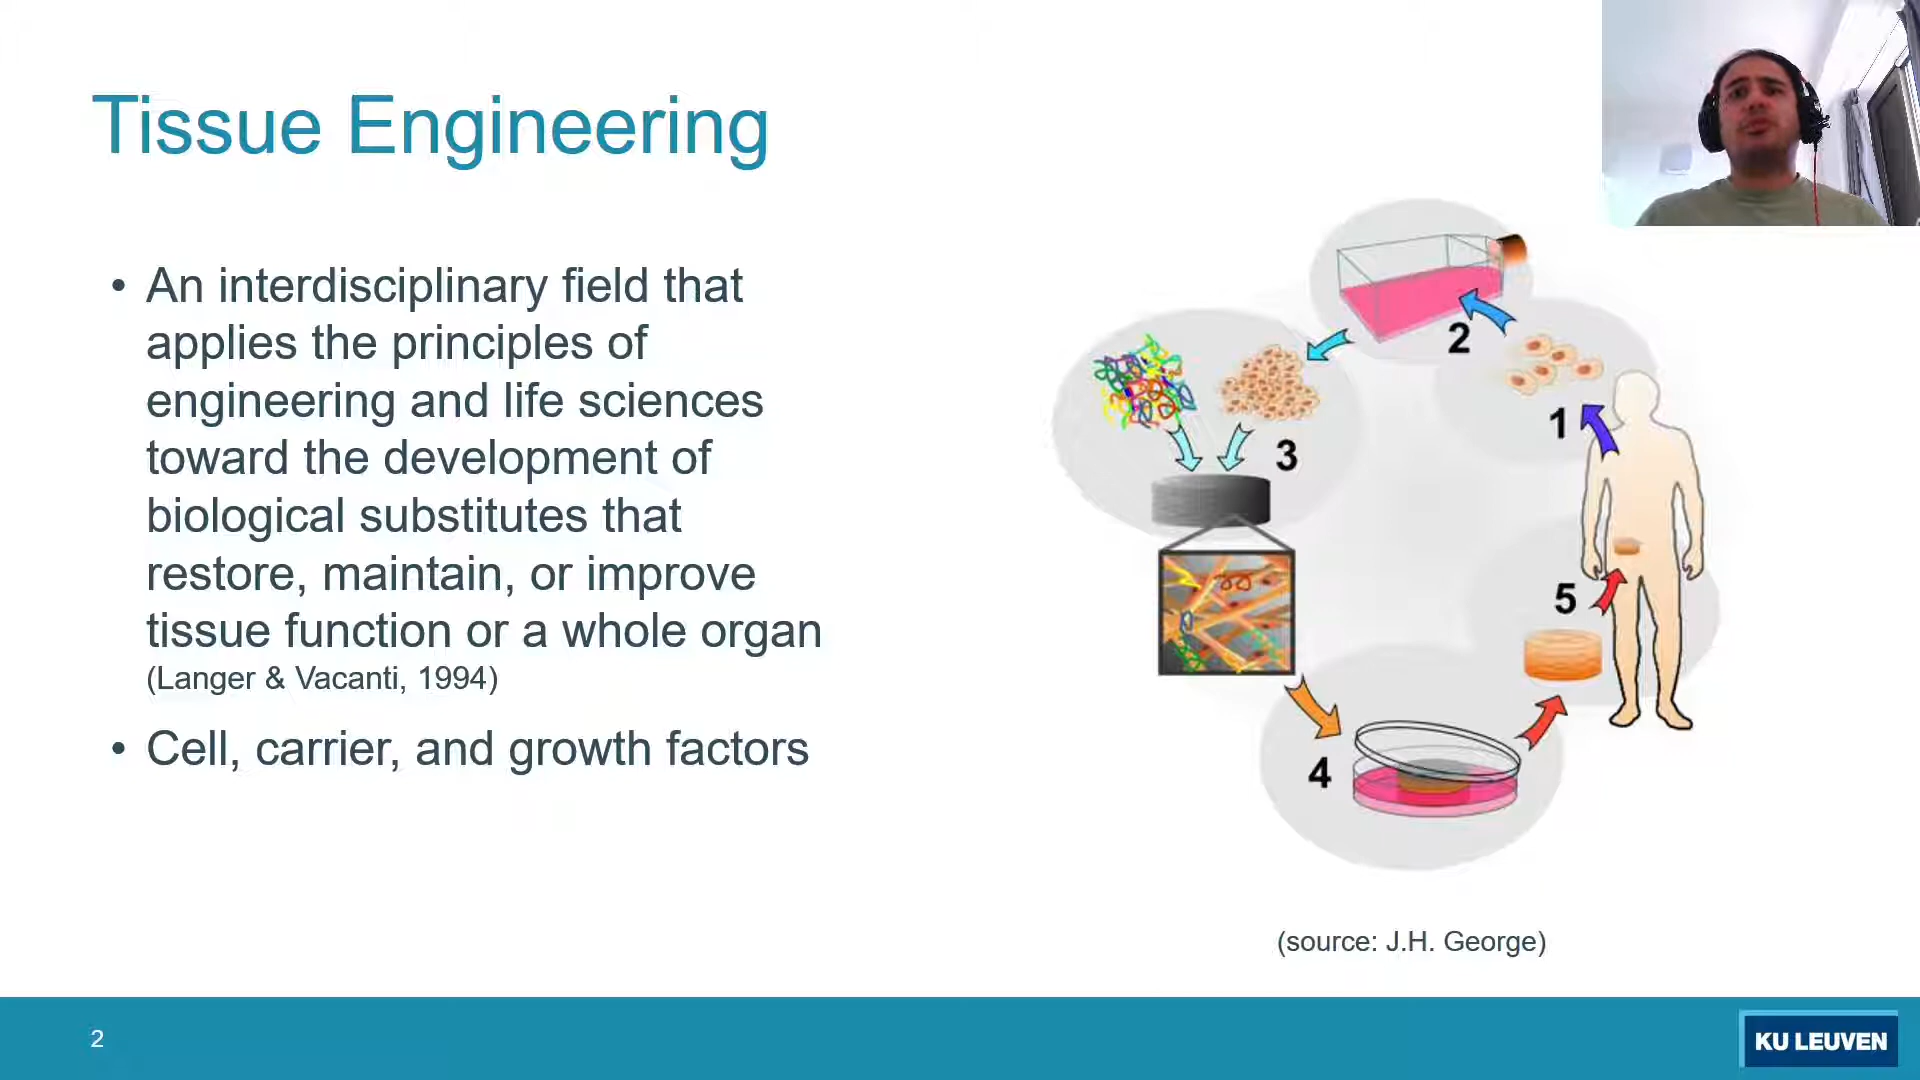 Tissue Engineering
• An interdisciplinary field that
applies the principles of
engineering and life sciences
toward the development of
biological substitutes that
restore, maintain, or improve
tissue function or a whole organ
(Langer & Vacanti, 1994)
• Cell, carrier, and growth factors
2
1
3
5
4
(source: J.H. George)
2
KU LEUVEN